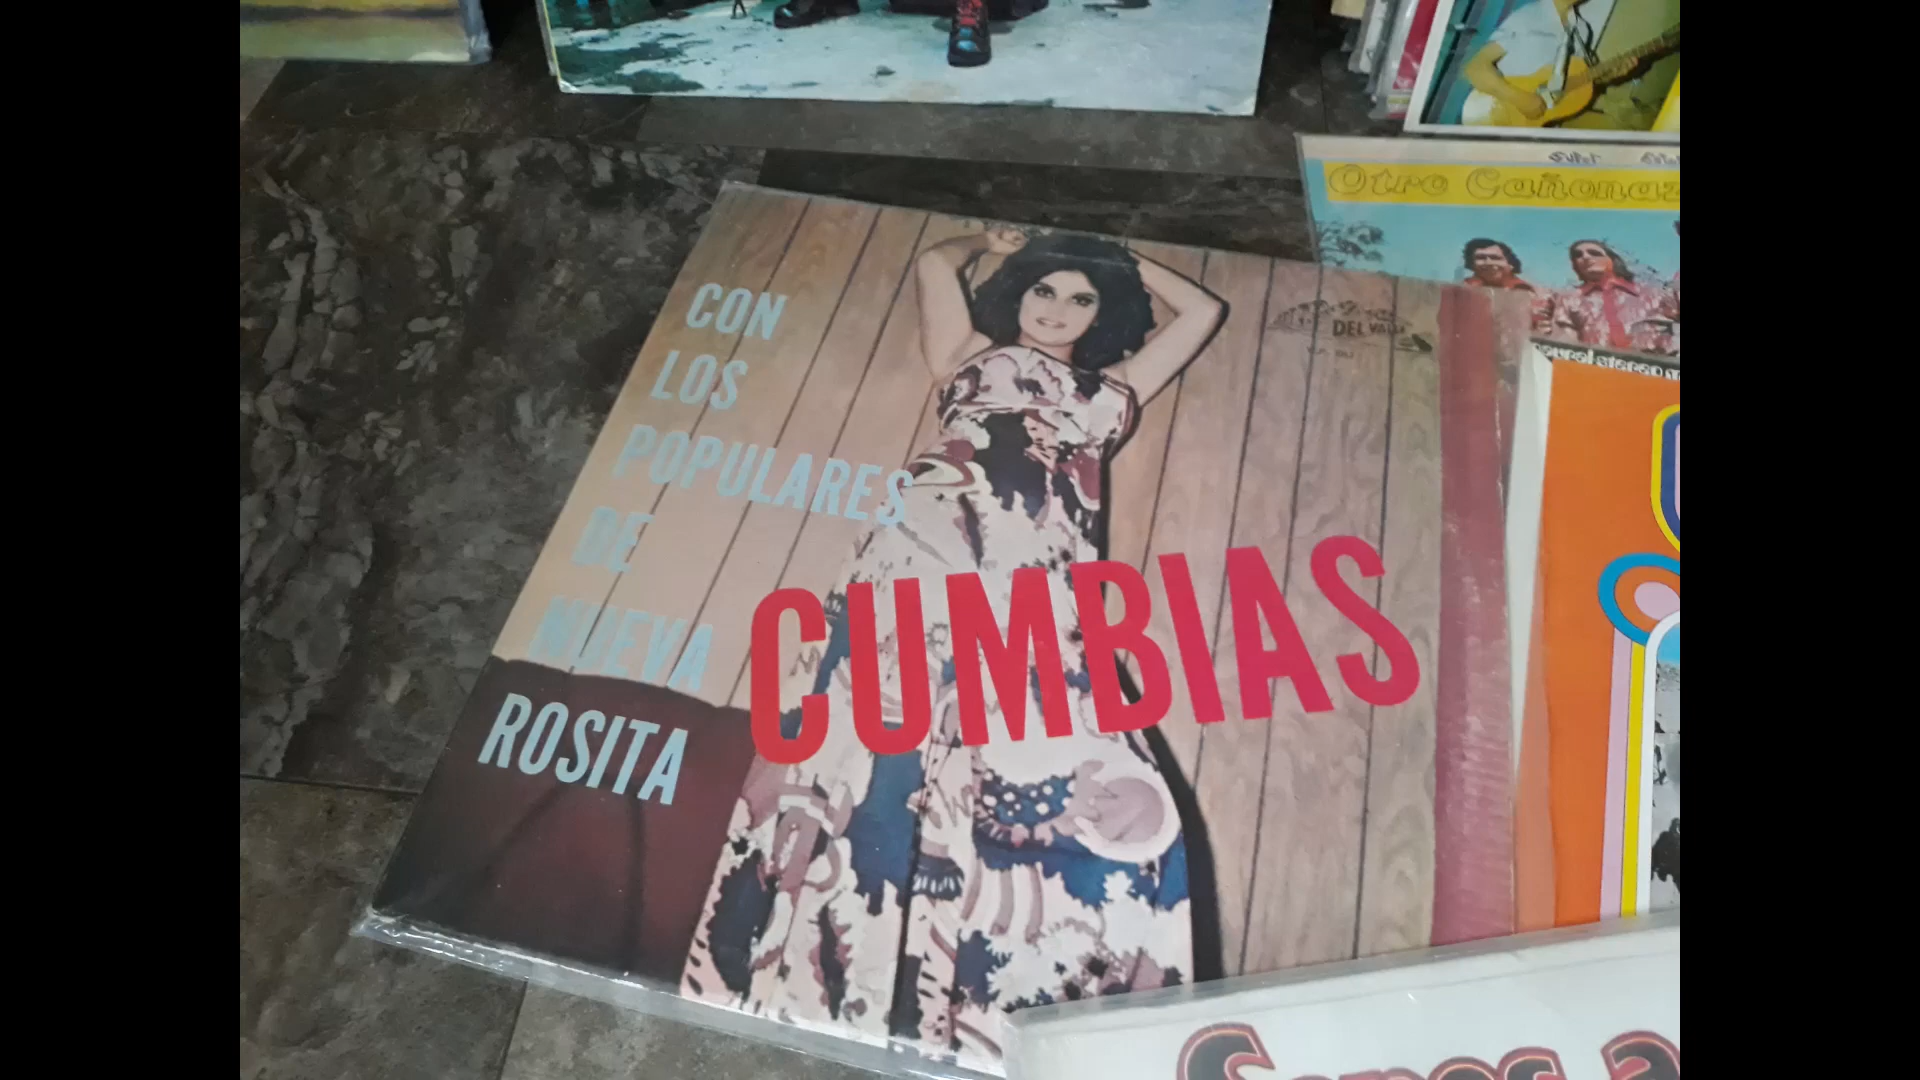 CON
LOS
POPULARES
DE
NUEVA
ROSITA
CUMBIAS
DEL VALLE
Otro Cañonaz